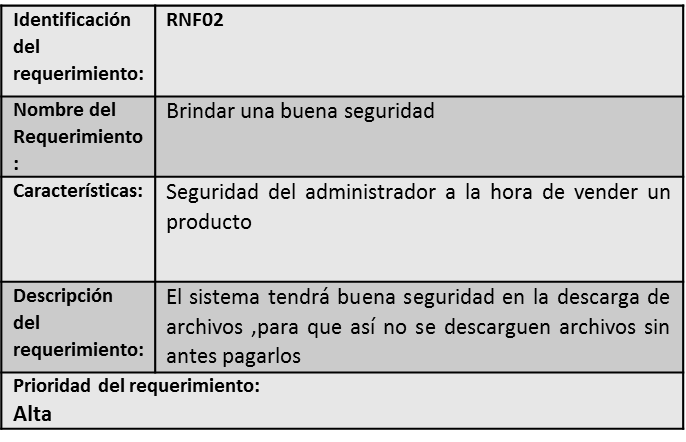 Identificación RNF02
del
requerimiento:
Nombre del Brindar una buena seguridad
Requerimiento
:
Características: Seguridad del administrador a la hora de vender un
producto
Descripción El sistema tendrá buena seguridad en la descarga de
del archivos ,para que así no se descarguen archivos sin
requerimiento: antes pagarlos
Prioridad del requerimiento:
Alta